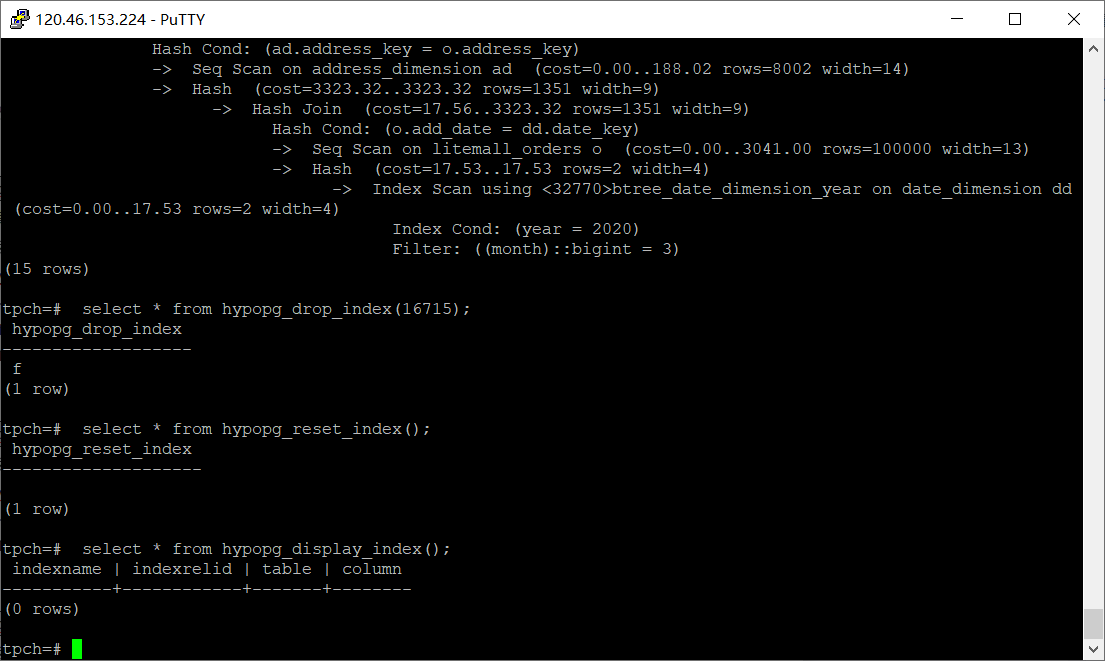 120.46.153.224 - PuTTY
Hash Cond: (ad.address_key = o.address_key)
->  Seq Scan on address_dimension ad  (cost=0.00..188.02 rows=8002 width=14)
->  Hash  (cost=3323.32..3323.32 rows=1351 width=9)
->  Hash Join  (cost=17.56..3323.32 rows=1351 width=9)
Hash Cond: (o.add_date = dd.date_key)
->  Seq Scan on litemall_orders o  (cost=0.00..3041.00 rows=100000 width=13)
->  Hash  (cost=17.53..17.53 rows=2 width=4)
->  Index Scan using <32770>btree_date_dimension_year on date_dimension dd
(cost=0.00..17.53 rows=2 width=4)
Index Cond: (year = 2020)
Filter: ((month)::bigint = 3)
(15 rows)
tpch=#  select * from hypopg_drop_index(16715);
hypopg_drop_index
-------------------
f
(1 row)
tpch=#  select * from hypopg_reset_index();
hypopg_reset_index
--------------------
(1 row)
tpch=#  select * from hypopg_display_index();
indexname | indexrelid | table | column
-----------+------------+-------+--------
(0 rows)
tpch=#